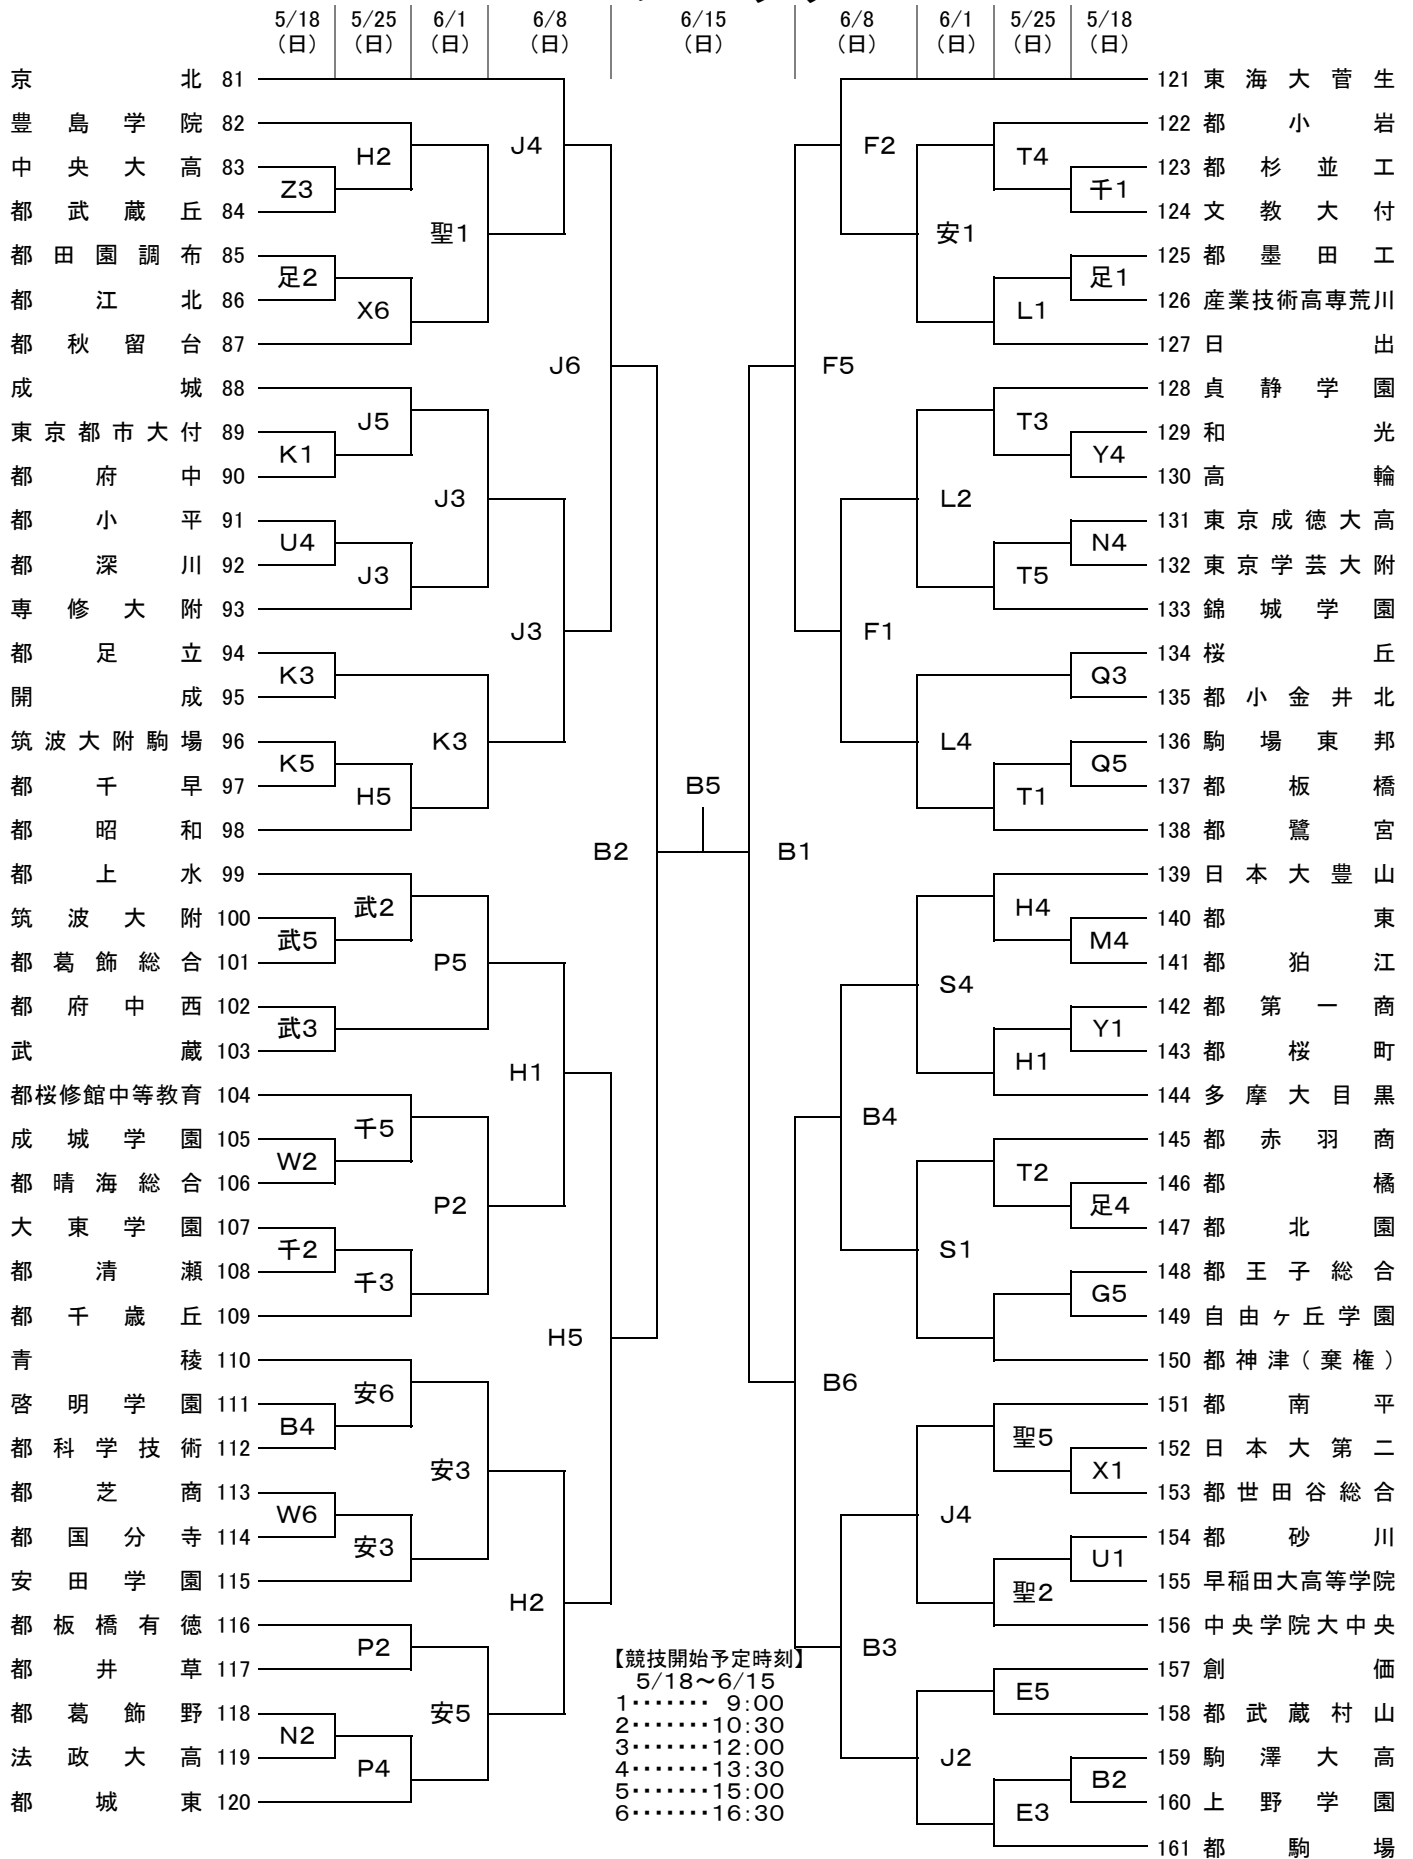 5/18 5/25 6/1 6/8 6/15 6/8 6/1 5/25 5/18
(日) (日) (日) (日) (日) (日) (日) (日) (日)
京北 81
豊島学院 82
中央大高 83
都武蔵丘 84
都田園調布 85
都江北 86
都秋留台 87
成城 88
東京都市大付 89
都府中 90
都小平 91
都深川 92
専修大附 93
都足立 94
開成 95
筑波大附駒場 96
都千早 97
都昭和 98
都上水 99
筑波大附 100
都葛飾総合 101
都府中西 102
武蔵 103
都桜修館中等教育 104
成城学園 105
都晴海総合 106
大東学園 107
都清瀬 108
都千歳丘 109
青稜 110
啓明学園 111
都科学技術 112
都芝商 113
都国分寺 114
安田学園 115
都板橋有徳 116
都井草 117
都葛飾野 118
法政大高 119
都城東 120
Z3
足2
K1
U4
K3
K5
武5
武3
W2
千2
B4
W6
N2
H2
X6
J5
J3
H5
武2
千5
千3
安6
安3
P2
P4
聖1
J3
K3
P5
P2
安3
安5
J4
J3
H1
H2
J6
H5
B2
B5
B1
F5
B6
F2
F1
B4
B3
安1
L2
L4
S4
S1
J4
J2
T4
L1
T3
T5
T1
H4
H1
T2
聖5
聖2
E5
E3
千1
足1
Y4
N4
Q3
Q5
M4
Y1
足4
G5
X1
U1
B2
121 東海大菅生
122 都小岩
123 都杉並工
124 文教大付
125 都墨田工
126 産業技術高専荒川
127 日出
128 貞静学園
129 和光
130 高輪
131 東京成徳大高
132 東京学芸大附
133 錦城学園
134 桜丘
135 都小金井北
136 駒場東邦
137 都板橋
138 都鷺宮
139 日本大豊山
140 都東
141 都狛江
142 都第一商
143 都桜町
144 多摩大目黒
145 都赤羽商
146 都橘
147 都北園
148 都王子総合
149 自由ヶ丘学園
150 都神津(棄権)
151 都南平
152 日本大第二
153 都世田谷総合
154 都砂川
155 早稲田大高等学院
156 中央学院大中央
157 創価
158 都武蔵村山
159 駒澤大高
160 上野学園
161 都駒場
【競技開始予定時刻】
5/18～6/15
1‥‥‥‥9:00
2‥‥‥‥10:30
3‥‥‥‥12:00
4‥‥‥‥13:30
5‥‥‥‥15:00
6‥‥‥‥16:30